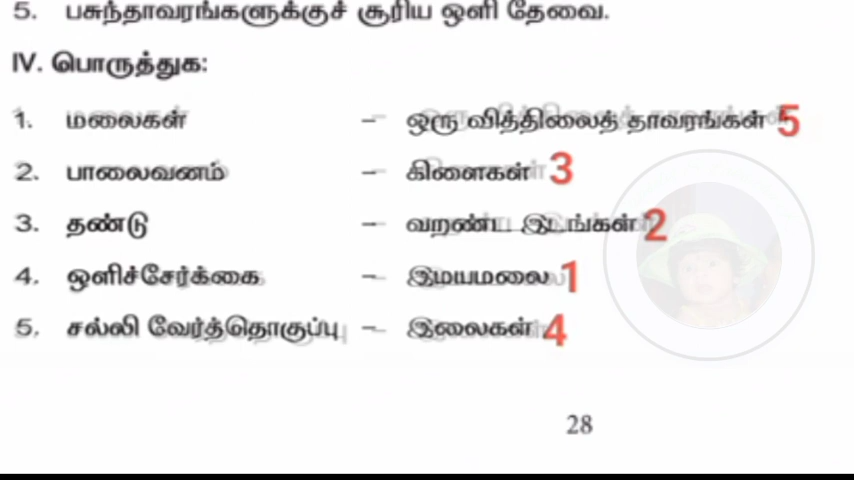 5. பசுந்தாவரங்களுக்குச் சூரிய ஒளி தேவை.
IV. பொருத்துக:
1. மலைகள் – ஒரு வித்திலைத் தாவரங்கள் 5
2. பாலைவனம் – கிளைகள் 3
3. தண்டு – வறண்ட இடங்கள் 2
4. ஒளிச்சேர்க்கை – இமயமலை 1
5. சல்லி வேர்த்தொகுப்பு – இலைகள் 4
28